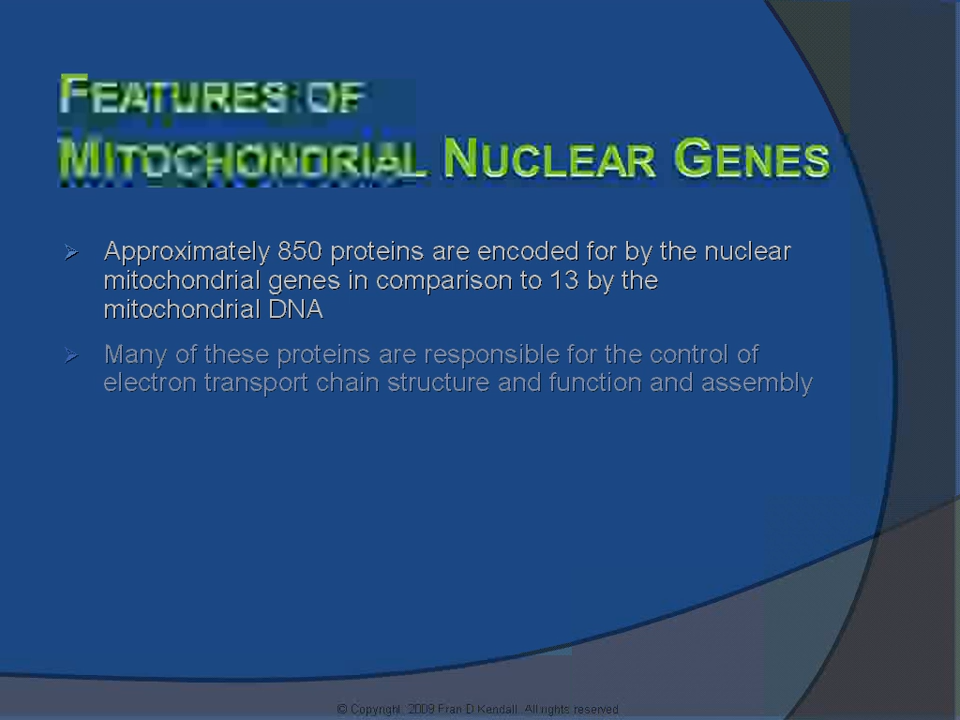 FEATURES OF
MITOCHONDRIAL NUCLEAR GENES
➢ Approximately 850 proteins are encoded for by the nuclear
mitochondrial genes in comparison to 13 by the
mitochondrial DNA
➢ Many of these proteins are responsible for the control of
electron transport chain structure and function and assembly
© Copyright, 2009 Fran D Kendall. All rights reserved